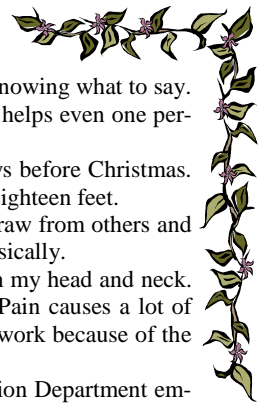 nowing what to say.
helps even one per-
s before Christmas.
ighteen feet.
raw from others and
sically.
n my head and neck.
Pain causes a lot of
work because of the
ion Department em-